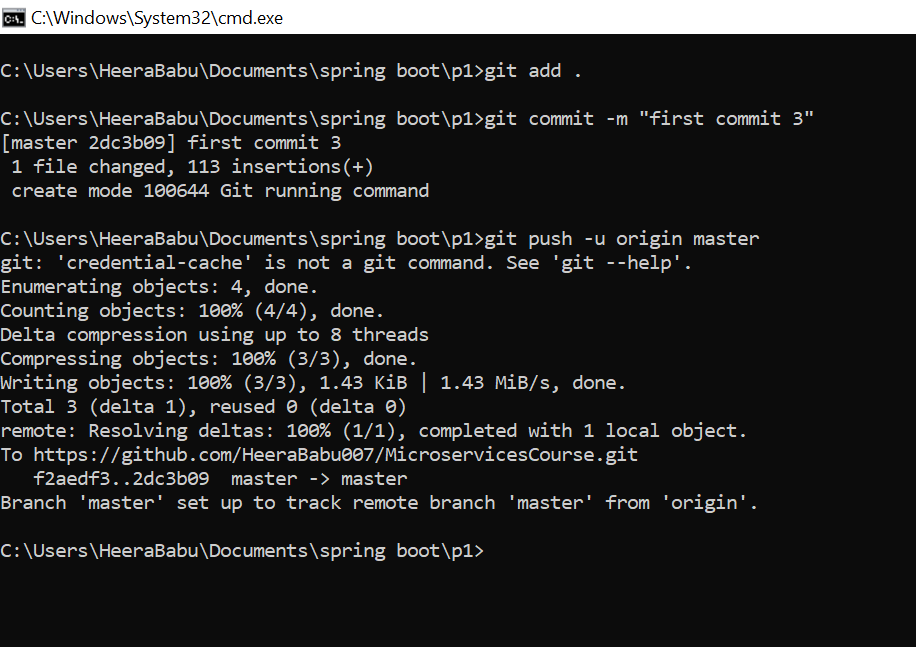 C:\Windows\System32\cmd.exe
C:\Users\HeeraBabu\Documents\spring boot\p1>git add .
C:\Users\HeeraBabu\Documents\spring boot\p1>git commit -m "first commit 3"
[master 2dc3b09] first commit 3
 1 file changed, 113 insertions(+)
 create mode 100644 Git running command
C:\Users\HeeraBabu\Documents\spring boot\p1>git push -u origin master
git: 'credential-cache' is not a git command. See 'git --help'.
Enumerating objects: 4, done.
Counting objects: 100% (4/4), done.
Delta compression using up to 8 threads
Compressing objects: 100% (3/3), done.
Writing objects: 100% (3/3), 1.43 KiB | 1.43 MiB/s, done.
Total 3 (delta 1), reused 0 (delta 0)
remote: Resolving deltas: 100% (1/1), completed with 1 local object.
To https://github.com/HeeraBabu007/MicroservicesCourse.git
   f2aedf3..2dc3b09  master -> master
Branch 'master' set up to track remote branch 'master' from 'origin'.
C:\Users\HeeraBabu\Documents\spring boot\p1>